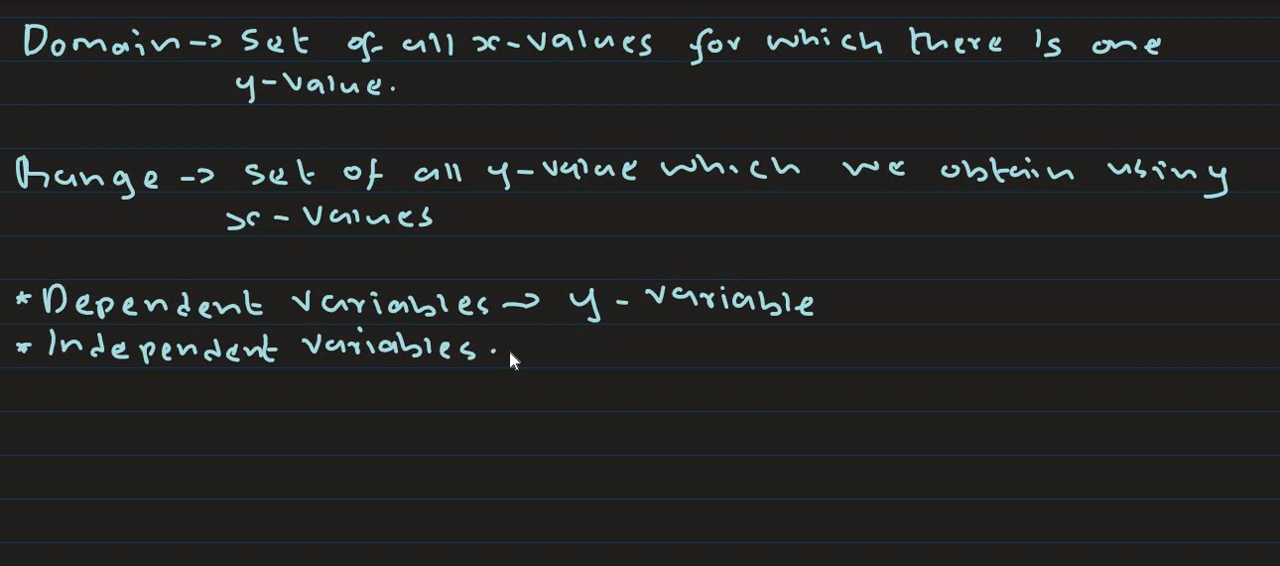 Domain -> set of all x-values for which there is one
y-value.
Range -> set of all y-value which we obtain using
x-values
* Dependent variables -> y-variable
* Independent variables.